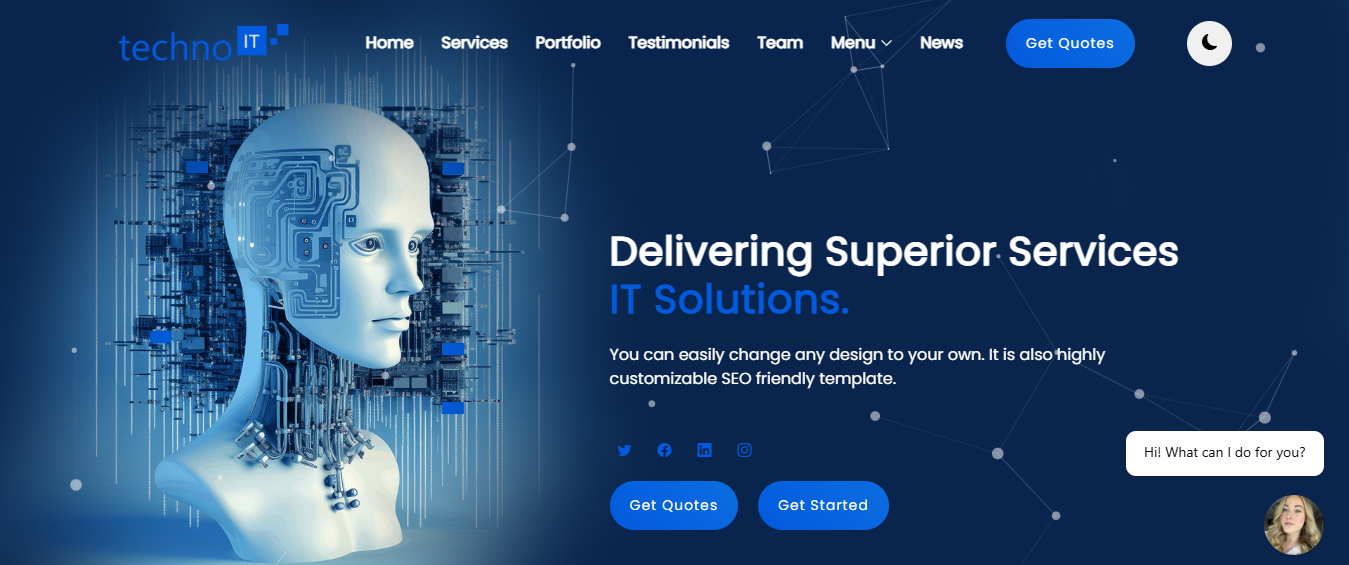 techno IT
Home Services Portfolio Testimonials Team Menu News Get Quotes
Delivering Superior Services
IT Solutions.
You can easily change any design to your own. It is also highly
customizable SEO friendly template.
Hi! What can I do for you?
Get Quotes Get Started